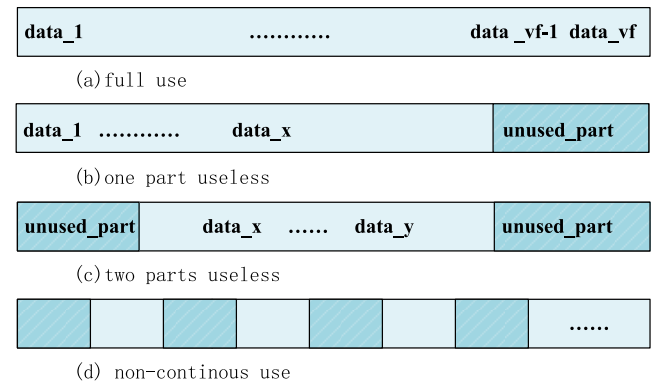 data_1 ............ data _vf-1 data_vf
(a)full use
data_1 ............ data_x unused_part
(b)one part useless
unused_part data_x ...... data_y unused_part
(c)two parts useless
......
(d) non-continous use